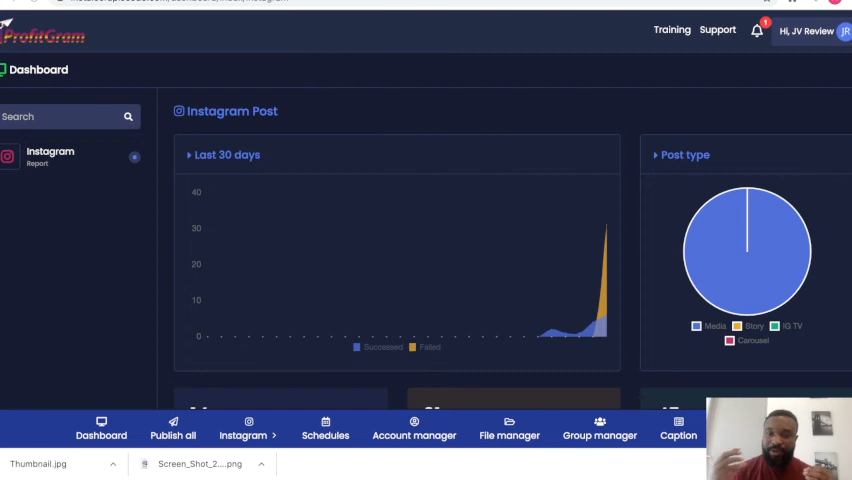 ProfitGram
Training
Support
1
Hi, JV Review
JR
Dashboard
Search
Instagram
Report
Instagram Post
Last 30 days
40
30
20
10
0
Successed
Failed
Post type
Media
Story
IG TV
Carousel
Dashboard
Publish all
Instagram
Schedules
Account manager
File manager
Group manager
Caption
Thumbnail.jpg
Screen_Shot_2....png